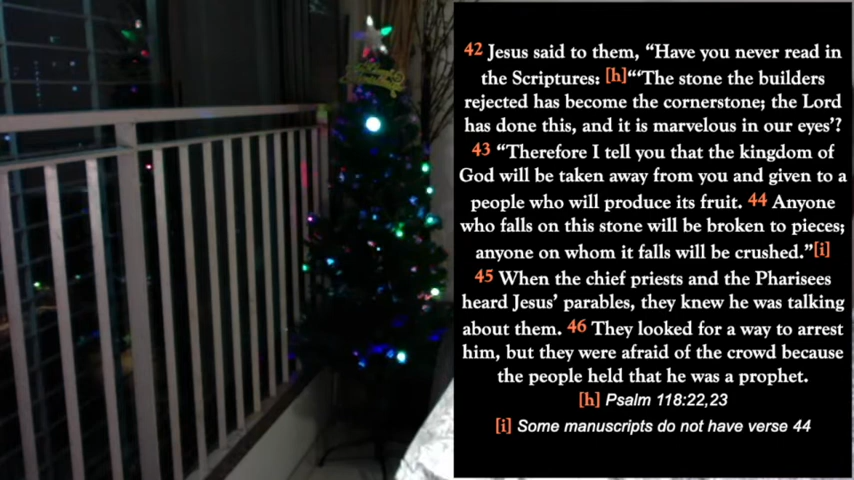 42 Jesus said to them, “Have you never read in
the Scriptures: [h]“‘The stone the builders
rejected has become the cornerstone; the Lord
has done this, and it is marvelous in our eyes’?
43 “Therefore I tell you that the kingdom of
God will be taken away from you and given to a
people who will produce its fruit. 44 Anyone
who falls on this stone will be broken to pieces;
anyone on whom it falls will be crushed.”[i]
45 When the chief priests and the Pharisees
heard Jesus’ parables, they knew he was talking
about them. 46 They looked for a way to arrest
him, but they were afraid of the crowd because
the people held that he was a prophet.
[h] Psalm 118:22,23
[i] Some manuscripts do not have verse 44